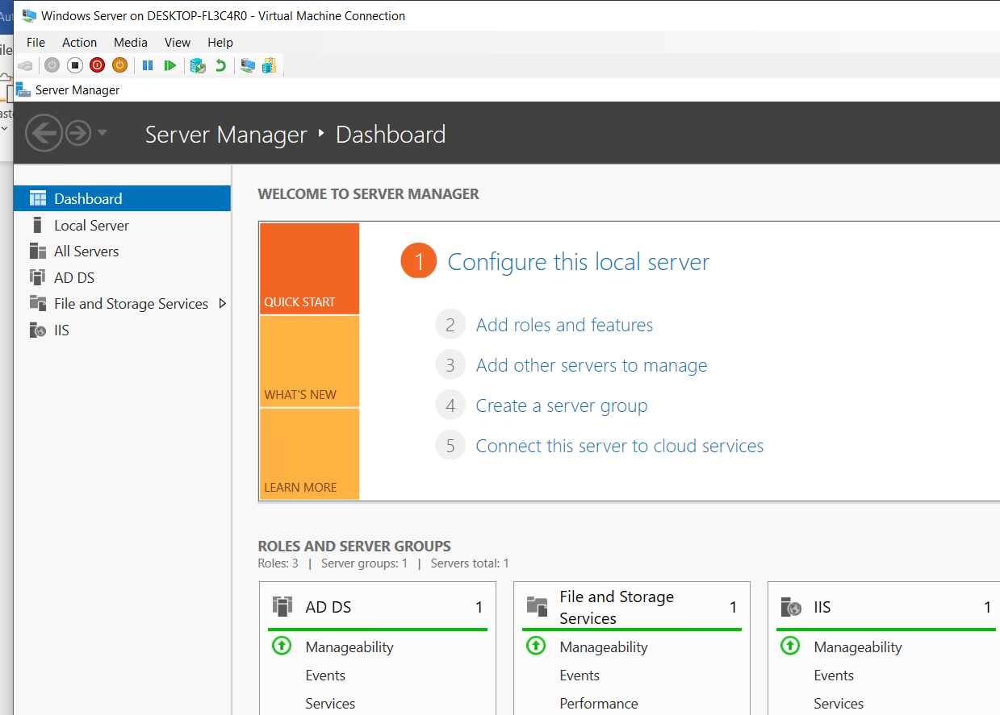 Windows Server on DESKTOP-FL3C4R0 - Virtual Machine Connection
File Action Media View Help
Server Manager
Server Manager Dashboard
Dashboard
Local Server
All Servers
AD DS
File and Storage Services
IIS
WELCOME TO SERVER MANAGER
QUICK START
WHAT'S NEW
LEARN MORE
1 Configure this local server
2 Add roles and features
3 Add other servers to manage
4 Create a server group
5 Connect this server to cloud services
ROLES AND SERVER GROUPS
Roles: 3 | Server groups: 1 | Servers total: 1
AD DS 1
Manageability
Events
Services
File and Storage
Services 1
Manageability
Events
Performance
IIS 1
Manageability
Events
Services